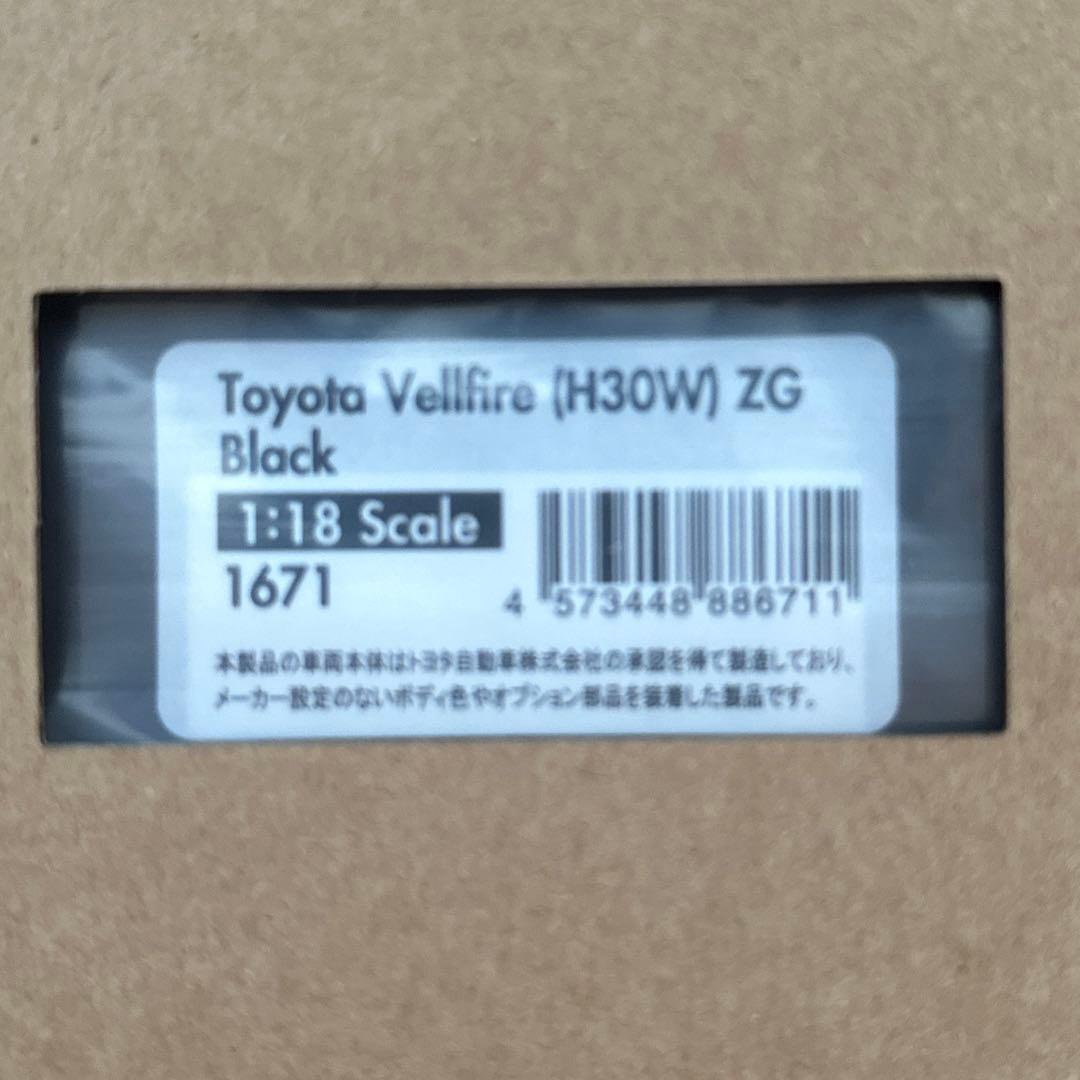 Toyota Vellfire (H30W) ZG
Black
1:18 Scale
1671
4 573448 886711
本製品の車両本体はトヨタ自動車株式会社の承認を得て製造しており、
メーカー設定のないボディ色やオプション部品を装着した製品です。